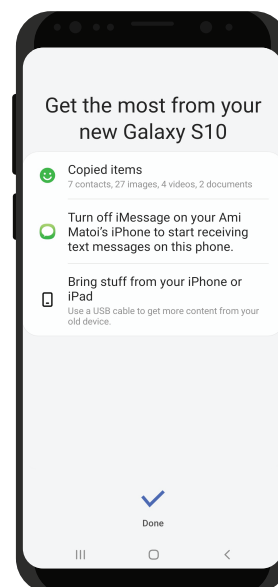 Get the most from your
new Galaxy S10
Copied items
7 contacts, 27 images, 4 videos, 2 documents
Turn off iMessage on your Ami
Matoi's iPhone to start receiving
text messages on this phone.
Bring stuff from your iPhone or
iPad
Use a USB cable to get more content from your
old device.
Done